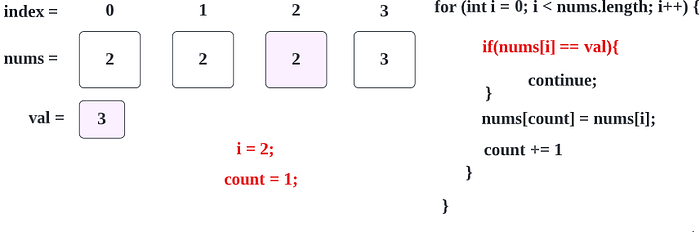 index = 0 1 2 3
for (int i = 0; i < nums.length; i++) {
nums = 2 2 2 3
if(nums[i] == val){
continue;
}
val = 3
nums[count] = nums[i];
i = 2;
count += 1
count = 1;
}
}